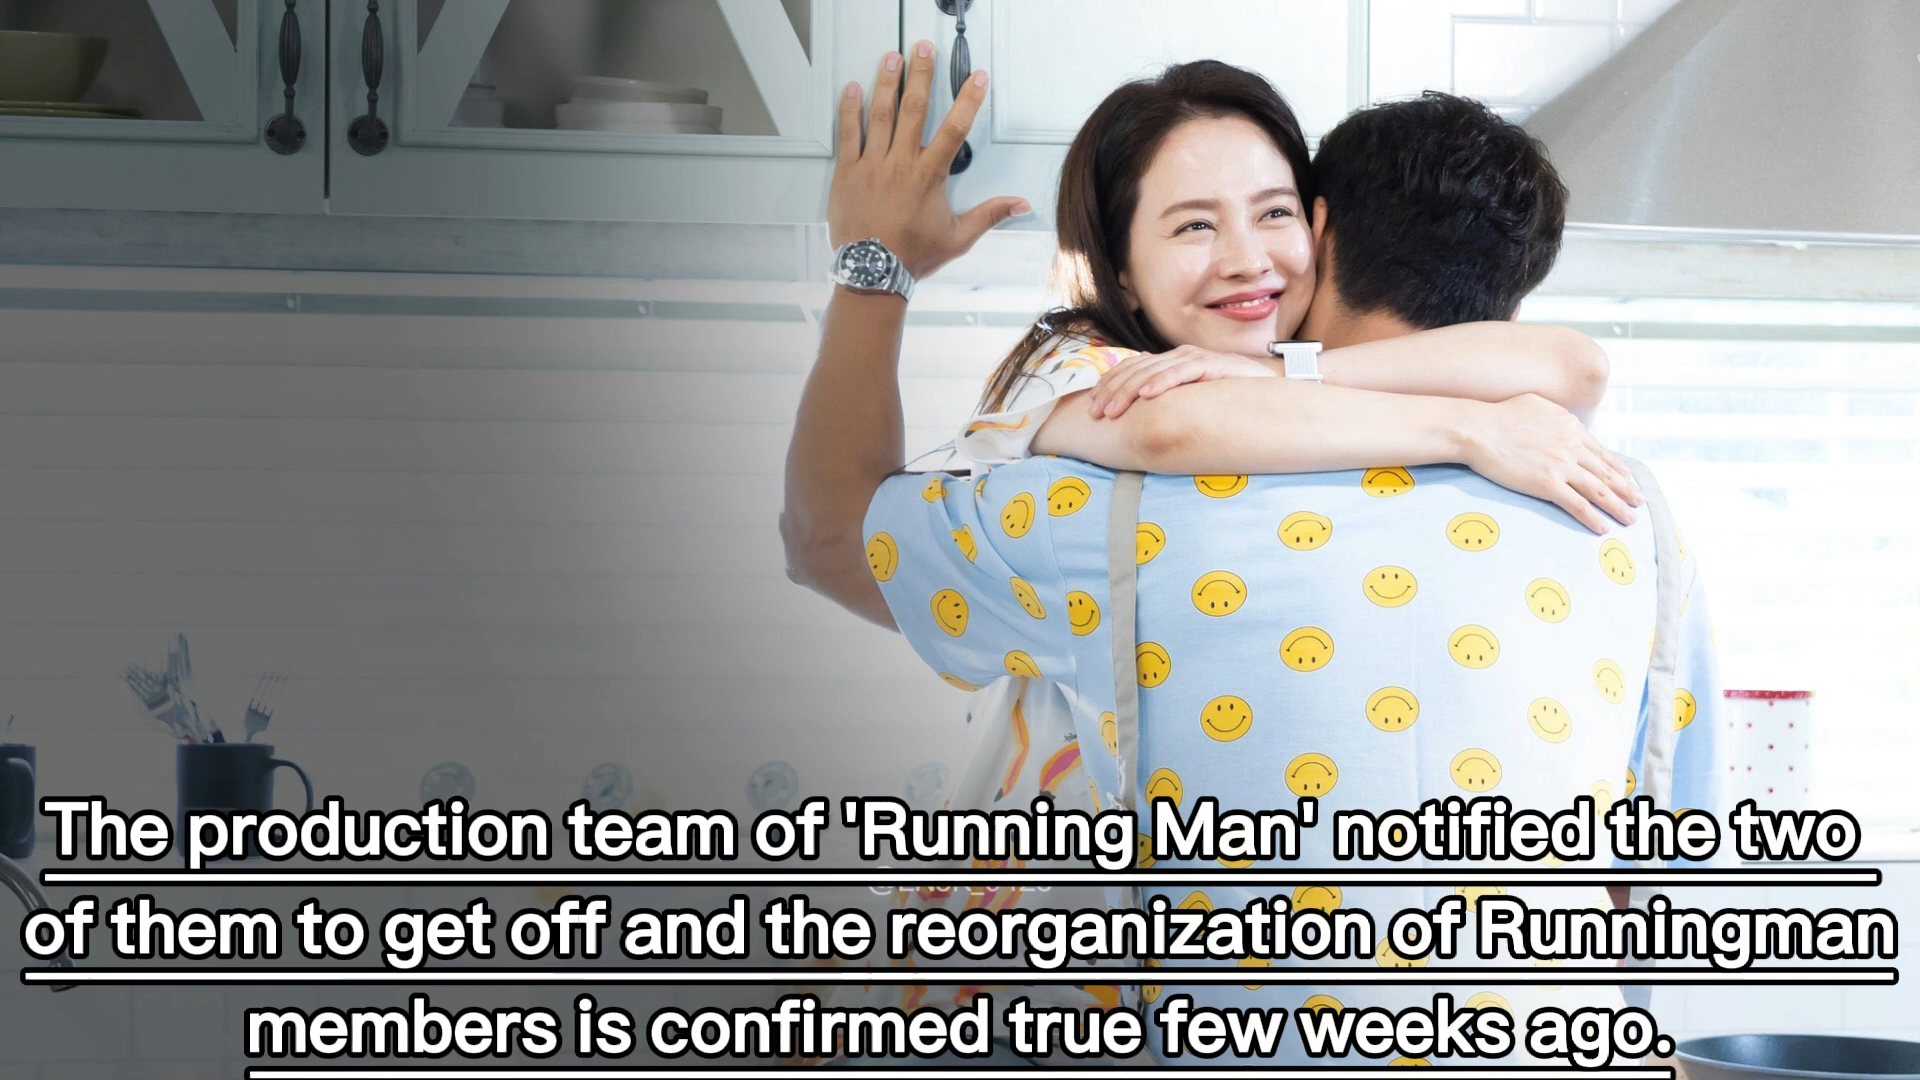 The production team of 'Running Man' notified the two
of them to get off and the reorganization of Runningman
members is confirmed true few weeks ago.